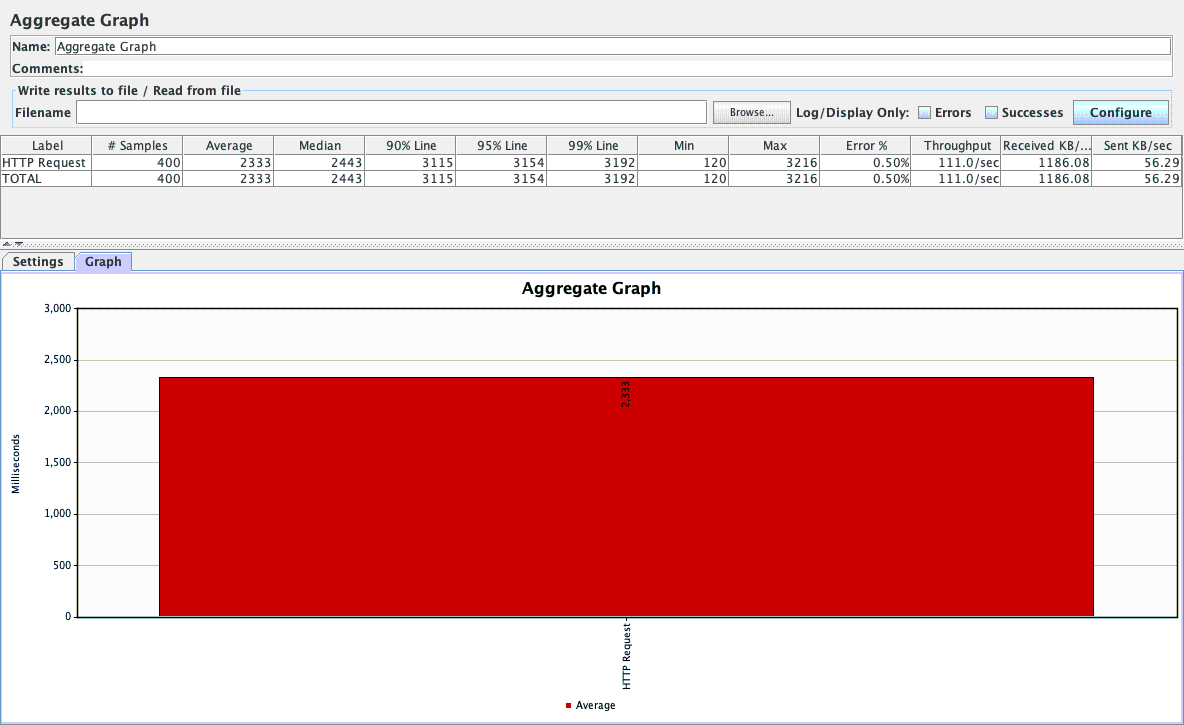 Aggregate Graph
Name: Aggregate Graph
Comments:
Write results to file / Read from file
Filename Browse... Log/Display Only: Errors Successes Configure
Label # Samples Average Median 90% Line 95% Line 99% Line Min Max Error % Throughput Received KB/... Sent KB/sec
HTTP Request 400 2333 2443 3115 3154 3192 120 3216 0.50% 111.0/sec 1186.08 56.29
TOTAL 400 2333 2443 3115 3154 3192 120 3216 0.50% 111.0/sec 1186.08 56.29
Settings Graph
Aggregate Graph
3,000
2,500
2,333
2,000
1,500
Milliseconds
1,000
500
0
HTTP Request
Average